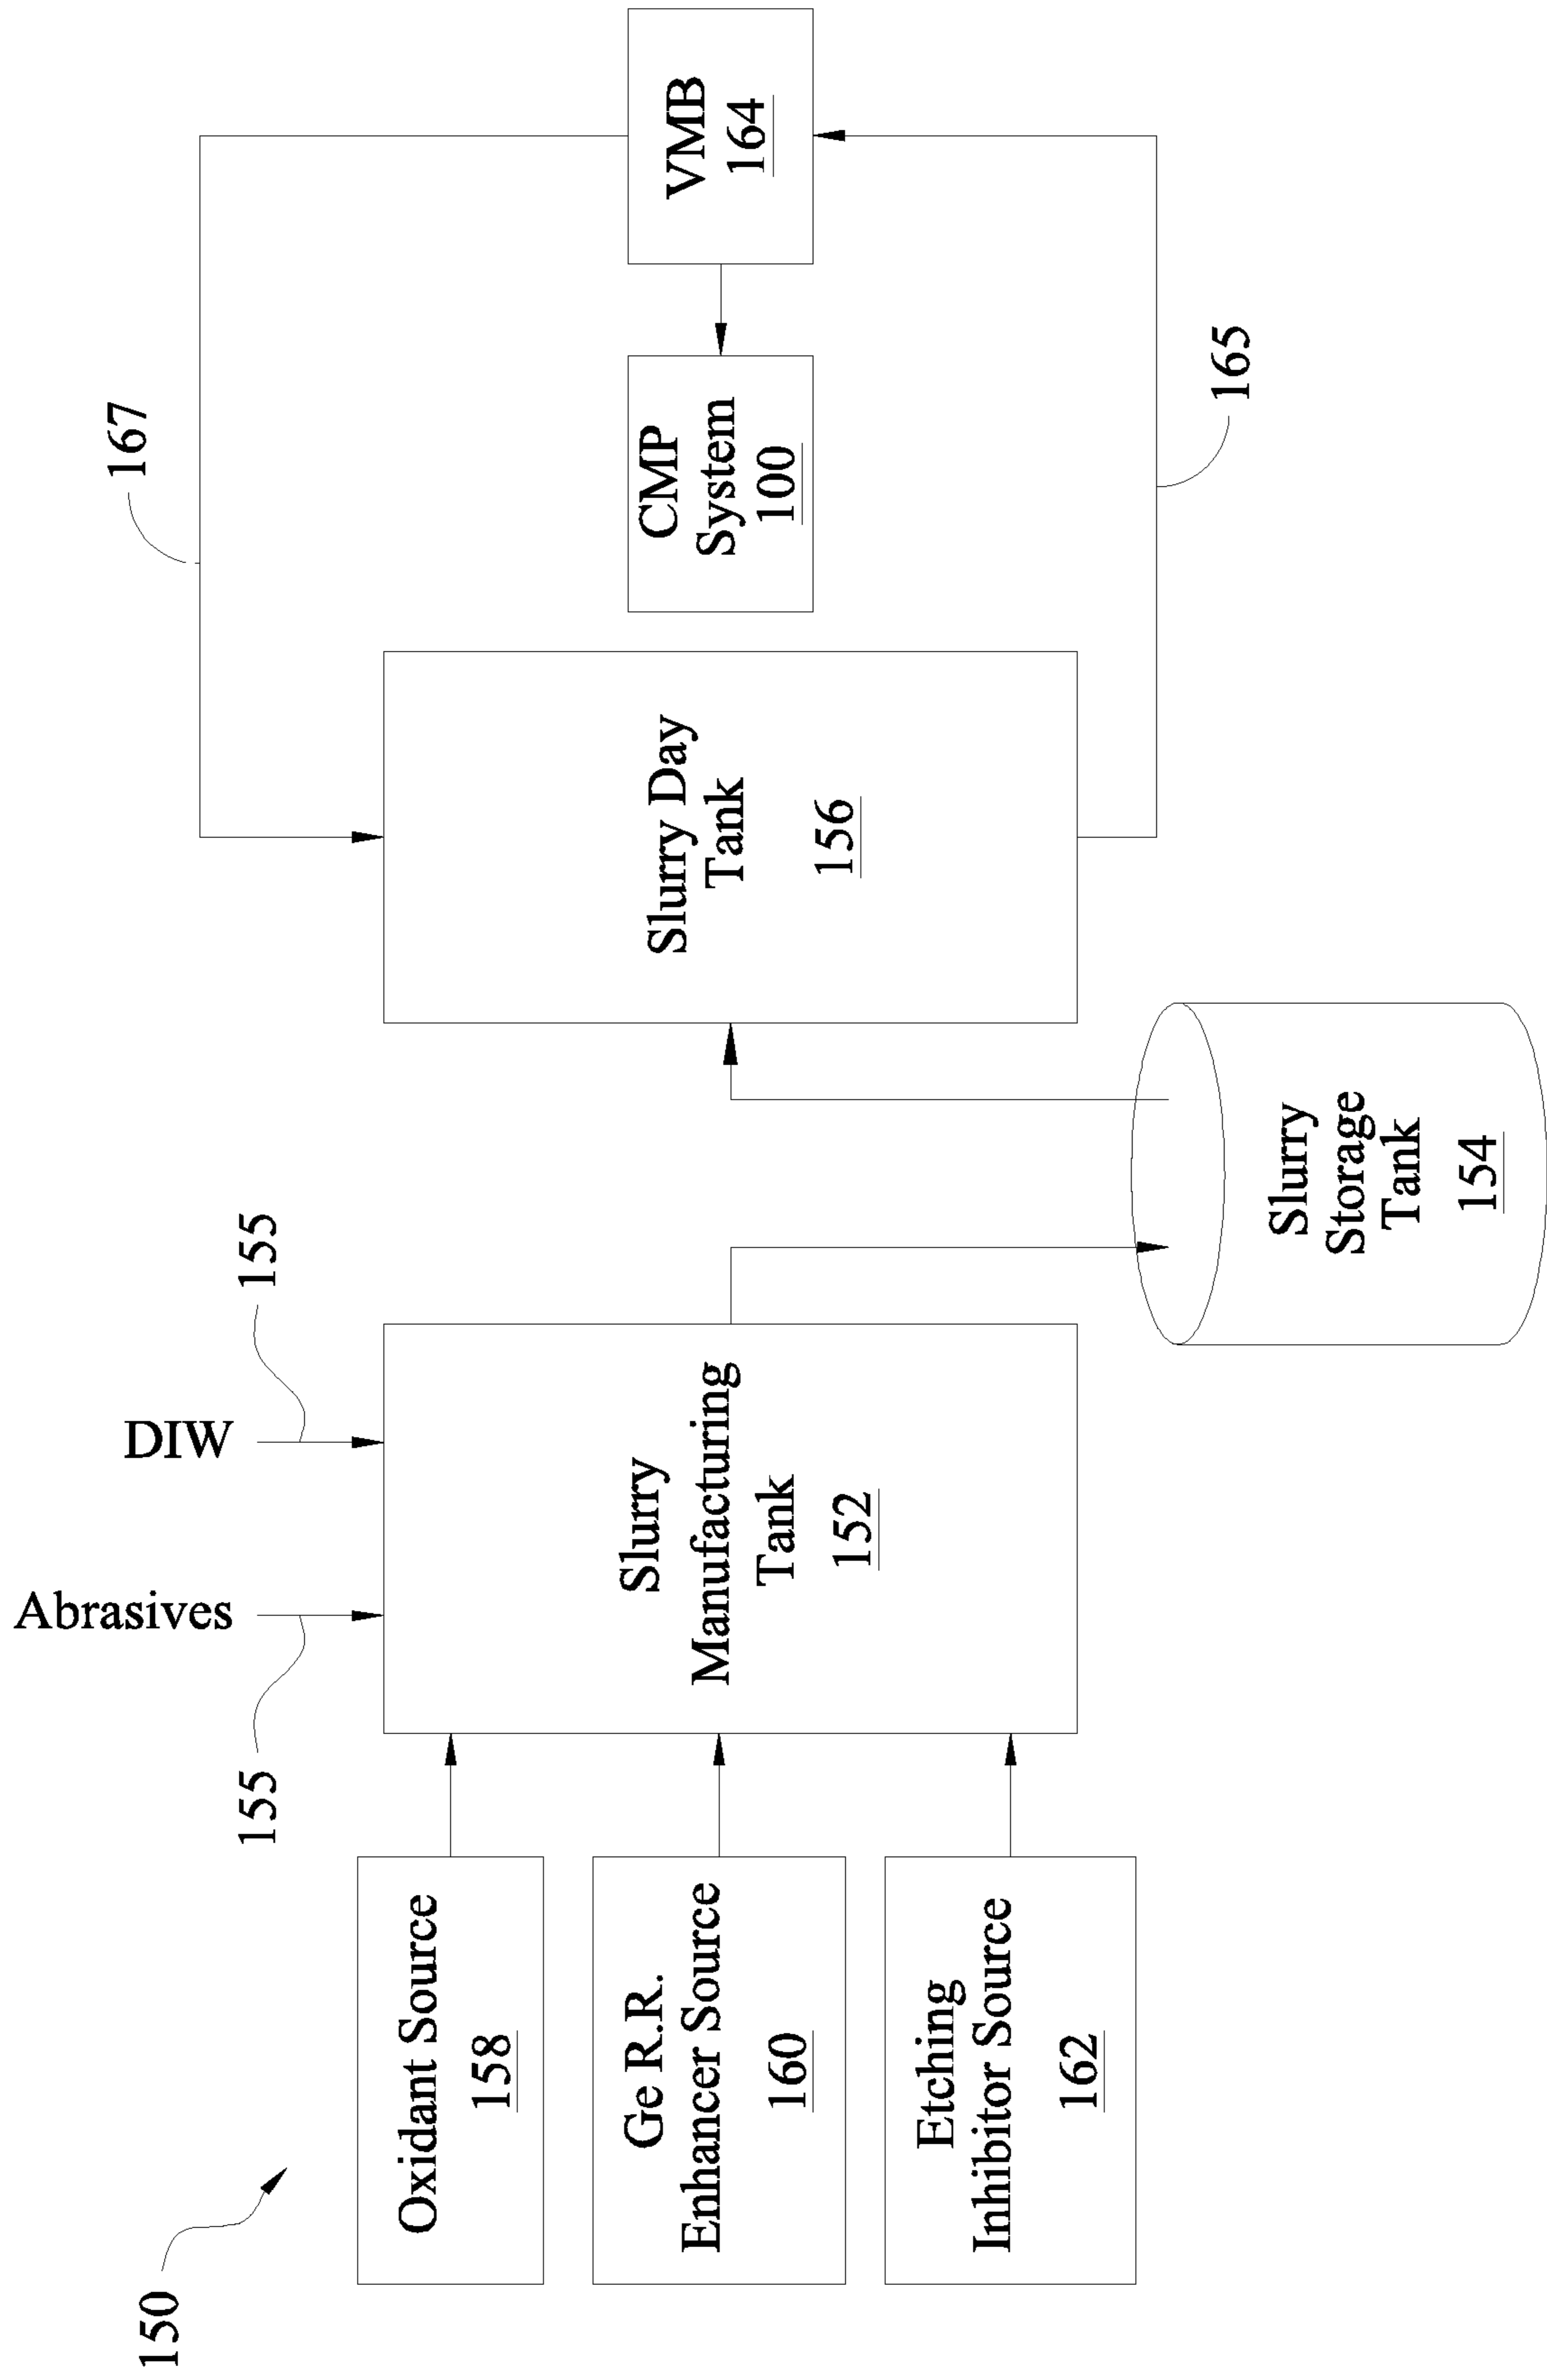 150
Abrasives
DIW
155
155
167
Oxidant Source
158
Ge R.R.
Enhancer Source
160
Etching
Inhibitor Source
162
Slurry
Manufacturing
Tank
152
Slurry
Storage
Tank
154
Slurry Day
Tank
156
CMP
System
100
VMB
164
165